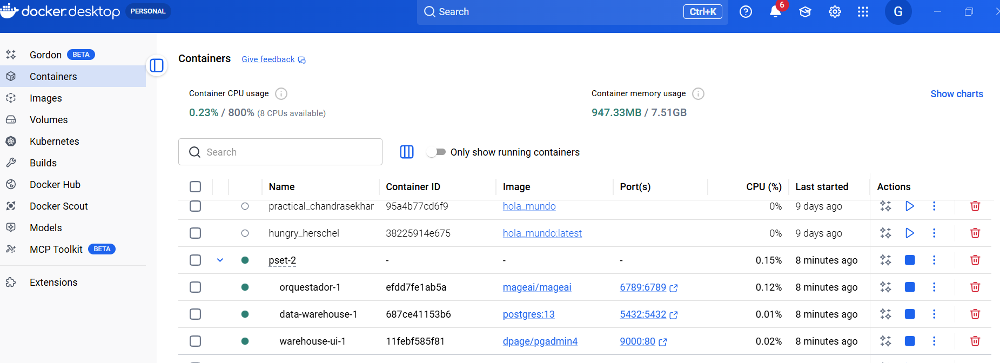 docker.desktop PERSONAL Search Ctrl+K 6 G
Gordon BETA
Containers
Images
Volumes
Kubernetes
Builds
Docker Hub
Docker Scout
Models
MCP Toolkit BETA
Extensions
Containers Give feedback
Container CPU usage
0.23% / 800% (8 CPUs available)
Container memory usage
947.33MB / 7.51GB
Show charts
Search
Only show running containers
Name Container ID Image Port(s) CPU (%) Last started Actions
practical_chandrasekhar 95a4b77cd6f9 hola_mundo 0% 9 days ago
hungry_herschel 38225914e675 hola_mundo:latest 0% 9 days ago
pset-2 - - - 0.15% 8 minutes ago
orquestador-1 efdd7fe1ab5a mageai/mageai 6789:6789 0.12% 8 minutes ago
data-warehouse-1 687ce41153b6 postgres:13 5432:5432 0.01% 8 minutes ago
warehouse-ui-1 11febf585f81 dpage/pgadmin4 9000:80 0.02% 8 minutes ago